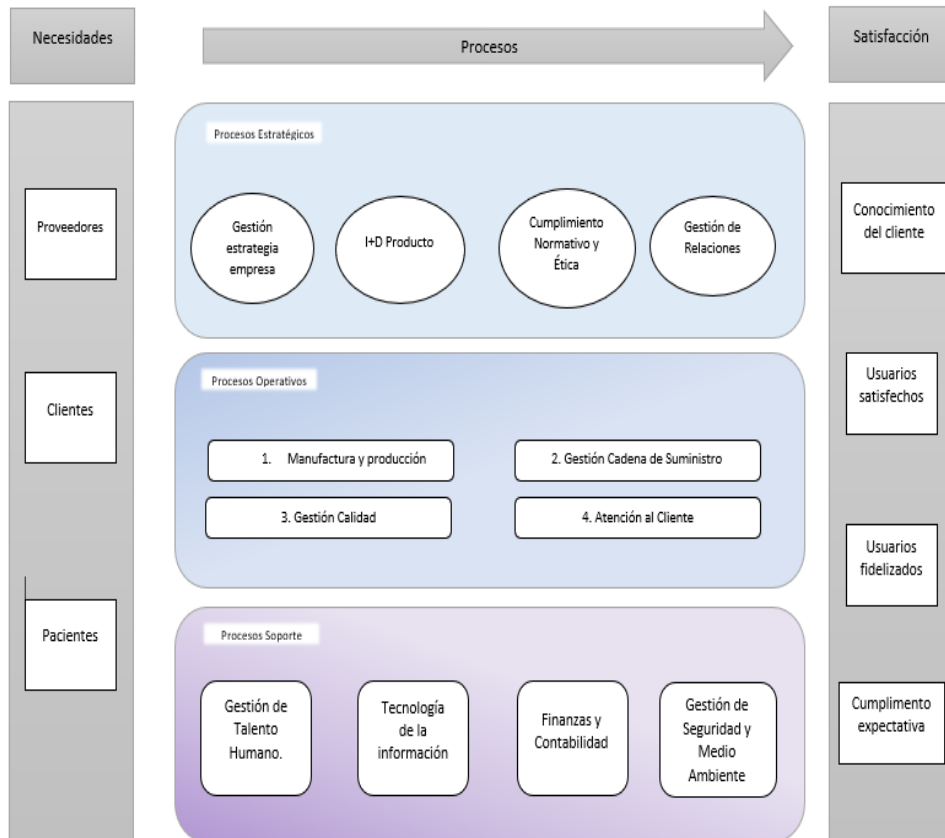 Necesidades
Procesos
Satisfacción
Proveedores
Clientes
Pacientes
Procesos Estratégicos
Gestión
estrategia
empresa
I+D Producto
Cumplimiento
Normativo y
Ética
Gestión de
Relaciones
Procesos Operativos
1. Manufactura y producción
2. Gestión Cadena de Suministro
3. Gestión Calidad
4. Atención al Cliente
Procesos Soporte
Gestión de
Talento
Humano.
Tecnología
de la
información
Finanzas y
Contabilidad
Gestión de
Seguridad y
Medio
Ambiente
Conocimiento
del cliente
Usuarios
satisfechos
Usuarios
fidelizados
Cumplimento
expectativa